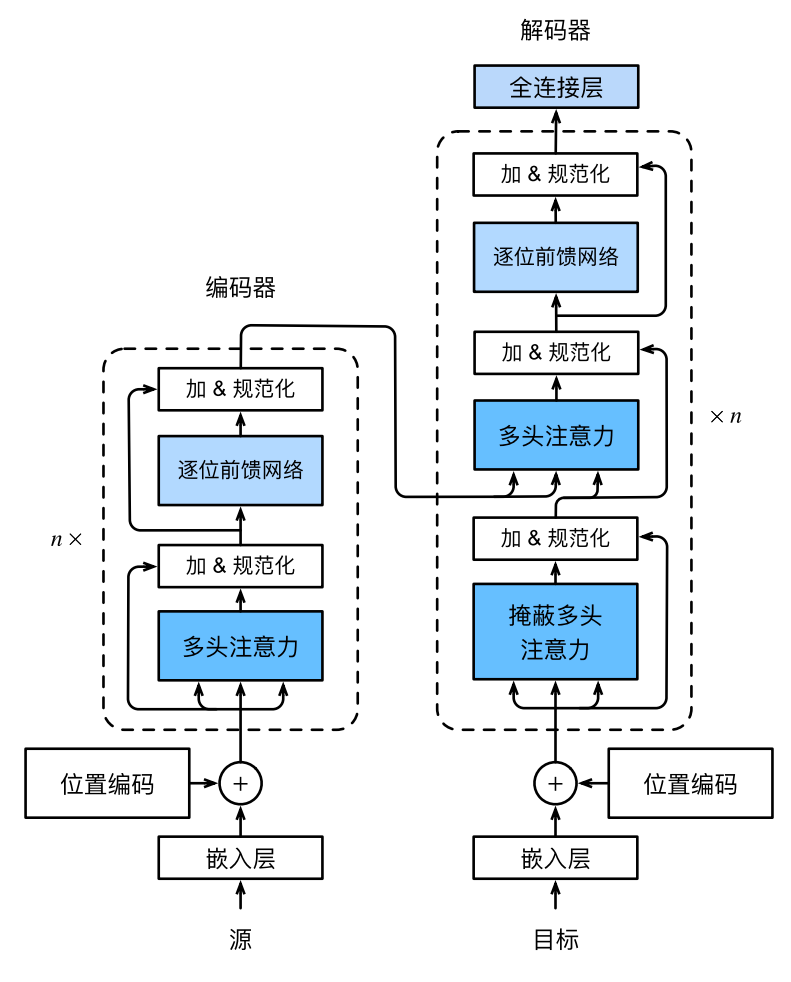 解码器
全连接层
加 & 规范化
逐位前馈网络
加 & 规范化
多头注意力
加 & 规范化
掩蔽多头
注意力
× n
位置编码
嵌入层
目标
编码器
加 & 规范化
逐位前馈网络
加 & 规范化
多头注意力
n ×
位置编码
嵌入层
源
+
+